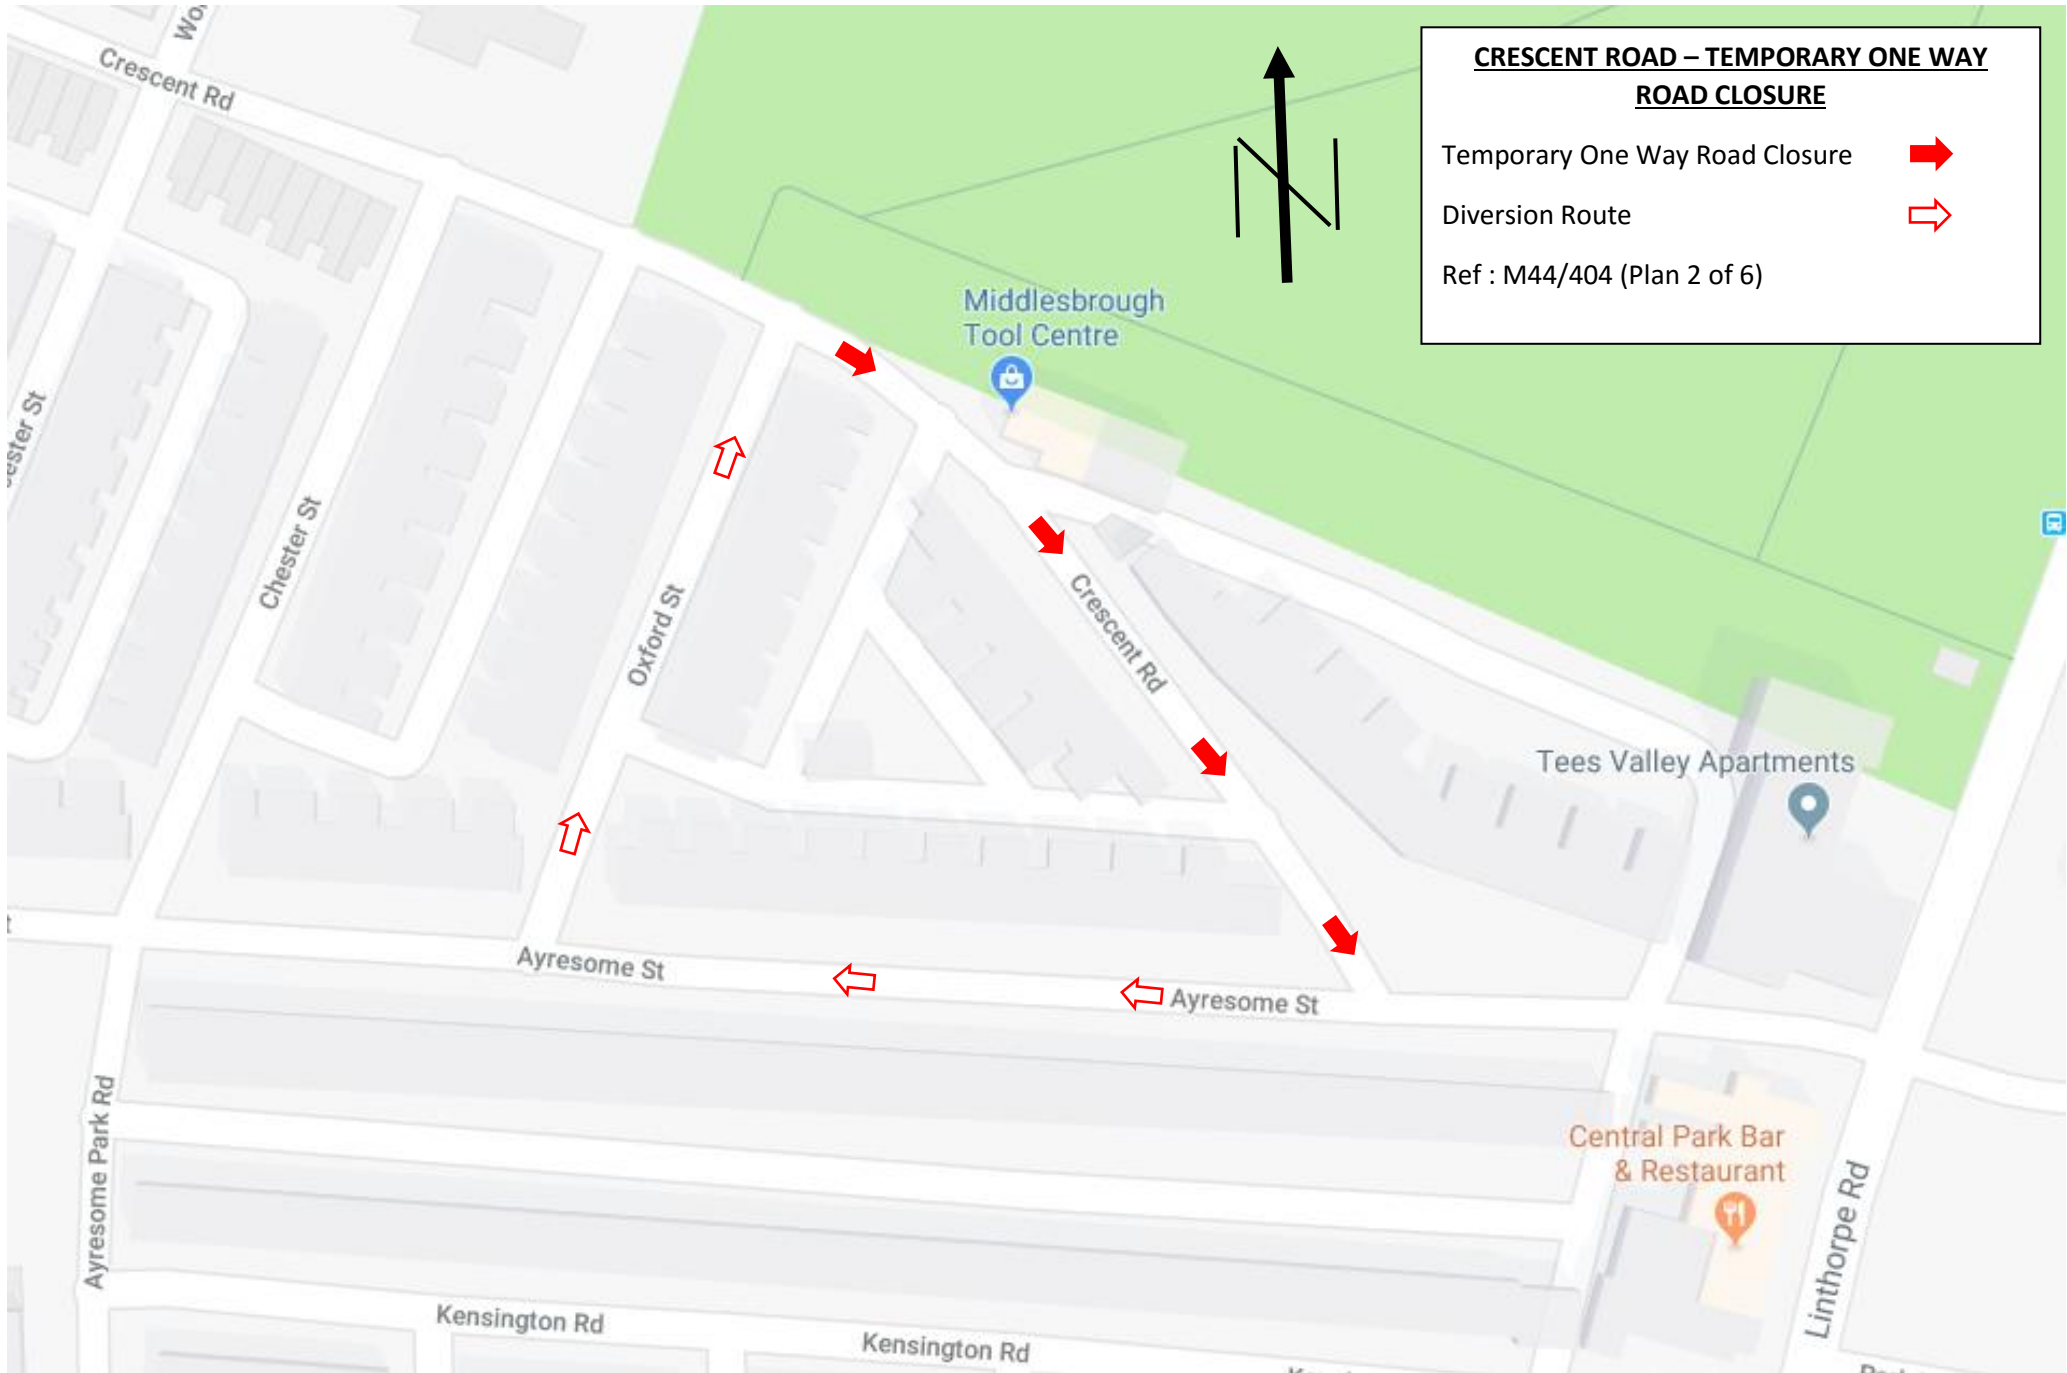 CRESCENT ROAD – TEMPORARY ONE WAY
ROAD CLOSURE
Temporary One Way Road Closure
Diversion Route
Ref : M44/404 (Plan 2 of 6)
Crescent Rd
Middlesbrough
Tool Centre
Chester St
Oxford St
Crescent Rd
Tees Valley Apartments
Ayresome St
Ayresome St
Ayresome Park Rd
Central Park Bar
& Restaurant
Linthorpe Rd
Kensington Rd
Kensington Rd